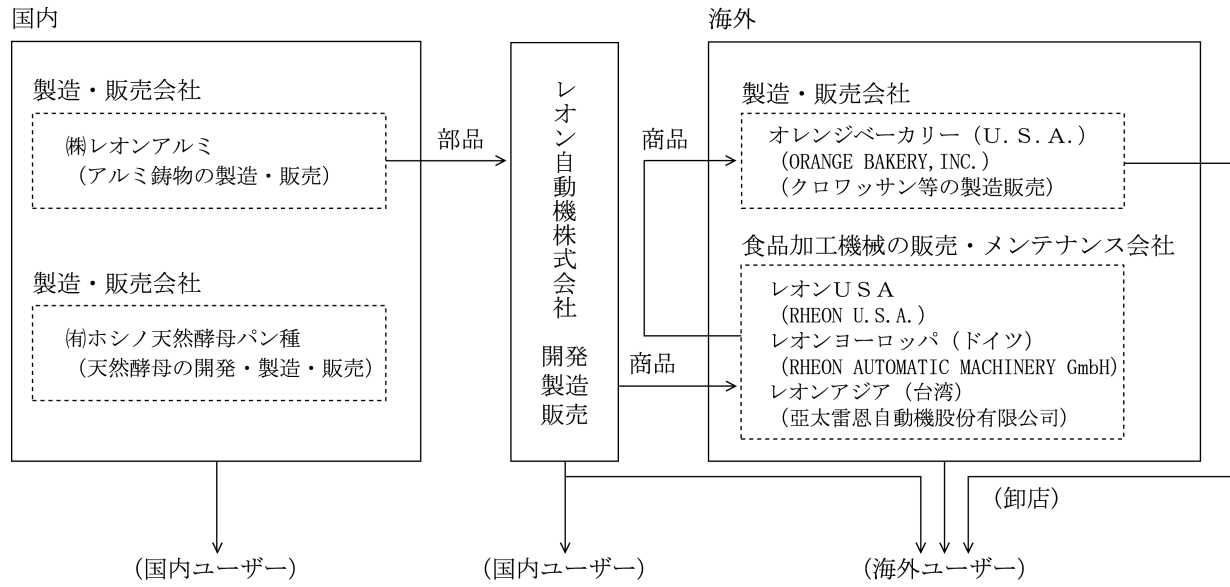 国内
製造・販売会社
㈱レオンアルミ
(アルミ鋳物の製造・販売)
製造・販売会社
㈲ホシノ天然酵母パン種
(天然酵母の開発・製造・販売)
部品
レオン自動機株式会社
開発
製造
販売
商品
商品
海外
製造・販売会社
オレンジベーカリー(U.S.A.)
(ORANGE BAKERY,INC.)
(クロワッサン等の製造販売)
食品加工機械の販売・メンテナンス会社
レオンUSA
(RHEON U.S.A.)
レオンヨーロッパ(ドイツ)
(RHEON AUTOMATIC MACHINERY GmbH)
レオンアジア(台湾)
(亞太雷恩自動機股份有限公司)
(卸店)
(国内ユーザー)
(国内ユーザー)
(海外ユーザー)